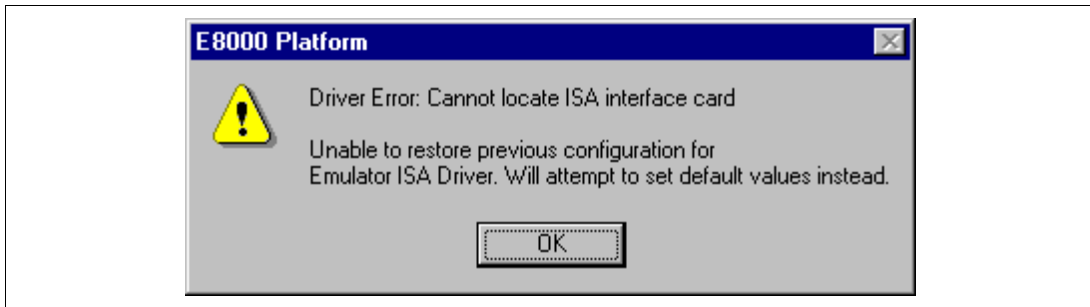 E8000 Platform
Driver Error: Cannot locate ISA interface card
Unable to restore previous configuration for
Emulator ISA Driver. Will attempt to set default values instead.
OK